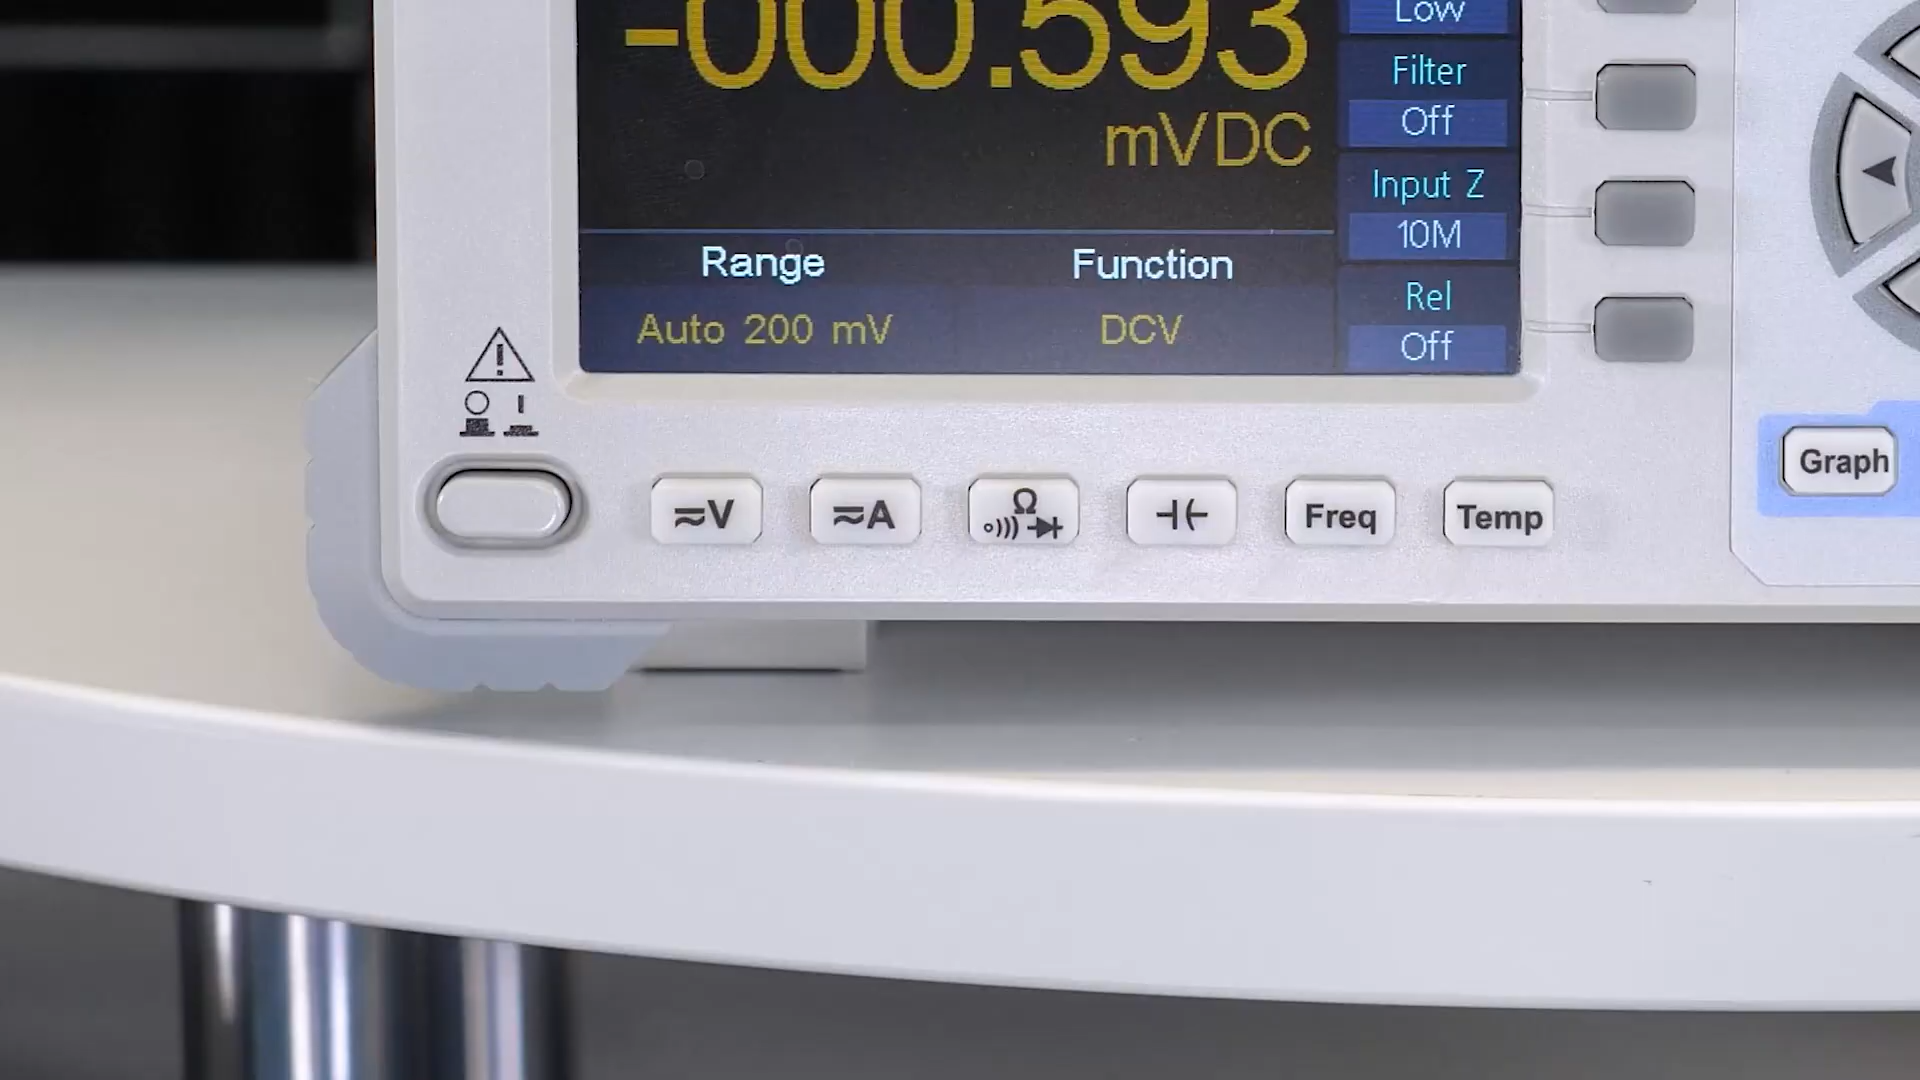 -000.593
mVDC
Low
Filter
Off
Input Z
10M
Rel
Off
Range
Function
Auto 200 mV
DCV
≂V
≂A
Ω
Freq
Temp
Graph